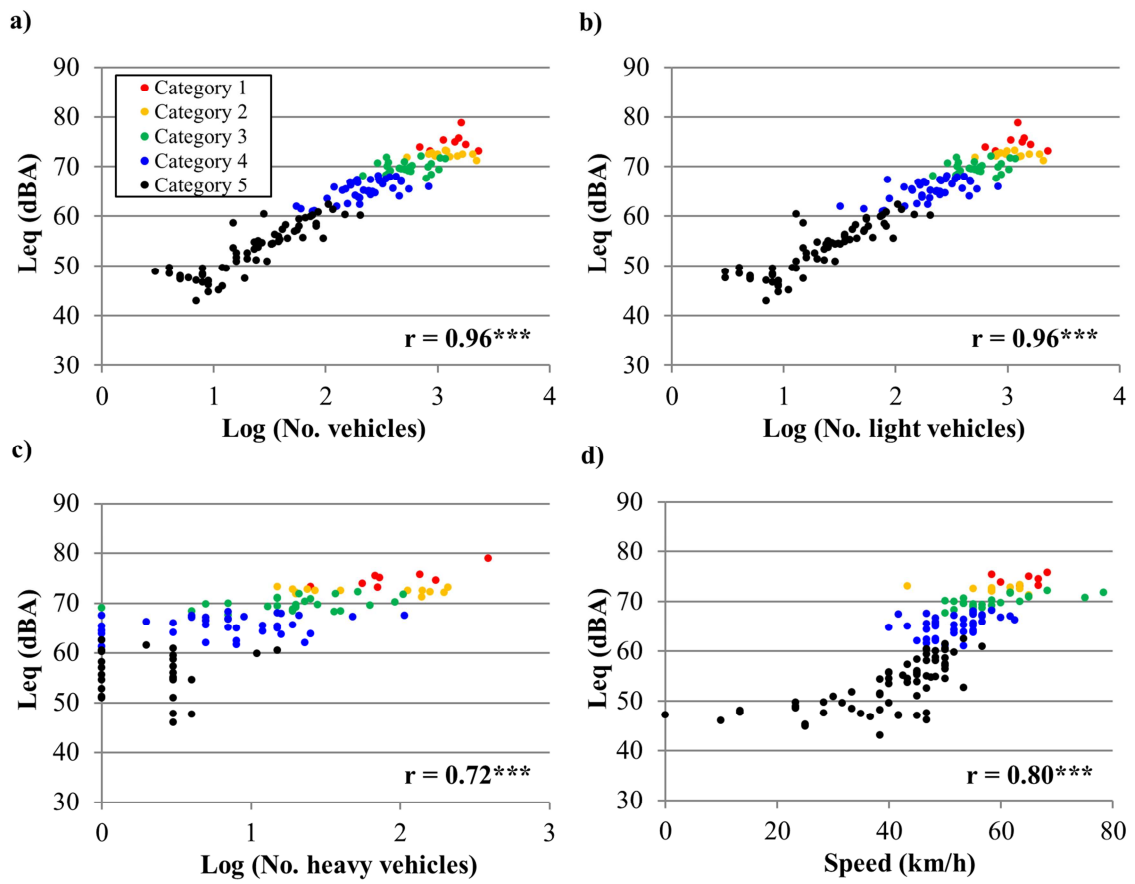 a)
90
80
70
60
50
40
30
Leq (dBA)
Category 1
Category 2
Category 3
Category 4
Category 5
r = 0.96***
0 1 2 3 4
Log (No. vehicles)
b)
90
80
70
60
50
40
30
Leq (dBA)
r = 0.96***
0 1 2 3 4
Log (No. light vehicles)
c)
90
80
70
60
50
40
30
Leq (dBA)
r = 0.72***
0 1 2 3
Log (No. heavy vehicles)
d)
90
80
70
60
50
40
30
Leq (dBA)
r = 0.80***
0 20 40 60 80
Speed (km/h)